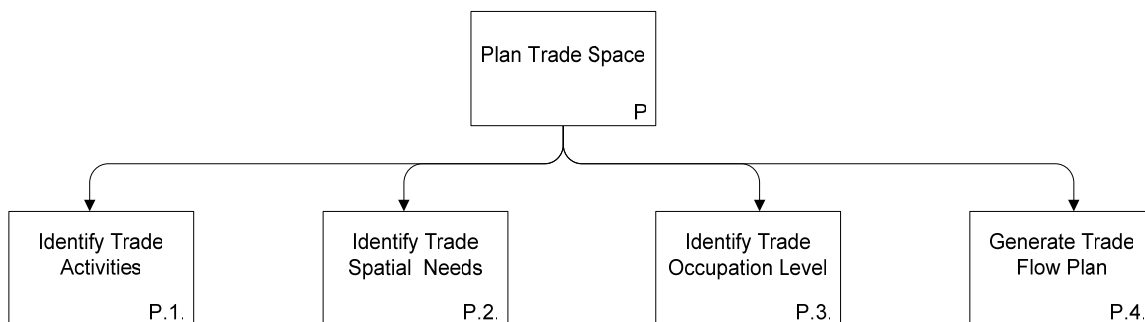 Plan Trade Space
P
Identify Trade
Activities
P.1.
Identify Trade
Spatial Needs
P.2.
Identify Trade
Occupation Level
P.3.
Generate Trade
Flow Plan
P.4.